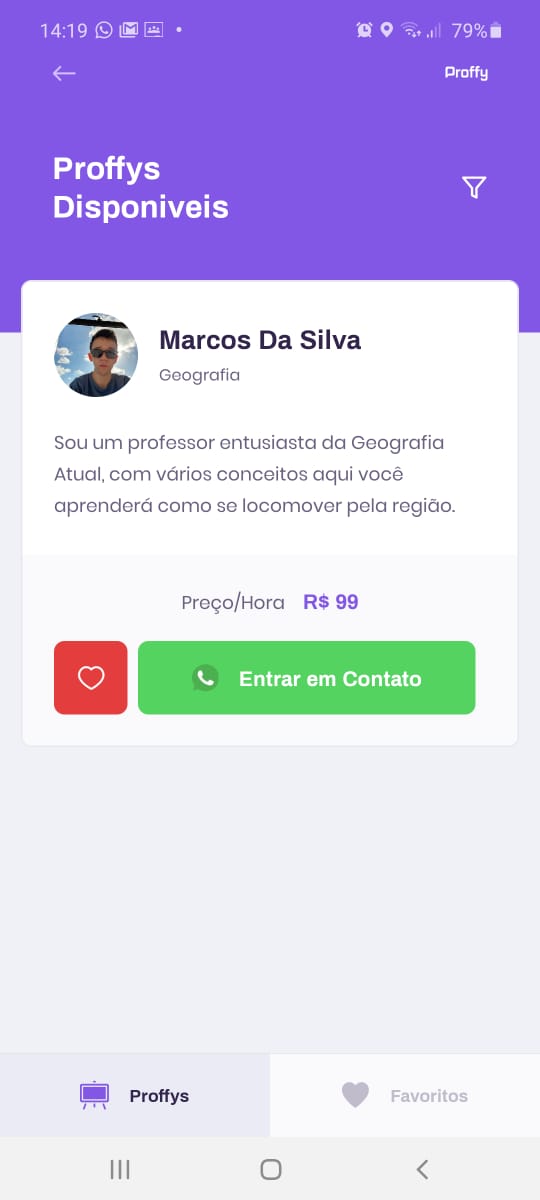 14:19
79%
Proffy
Proffys
Disponiveis
Marcos Da Silva
Geografia
Sou um professor entusiasta da Geografia
Atual, com vários conceitos aqui você
aprenderá como se locomover pela região.
Preço/Hora R$ 99
Entrar em Contato
Proffys
Favoritos